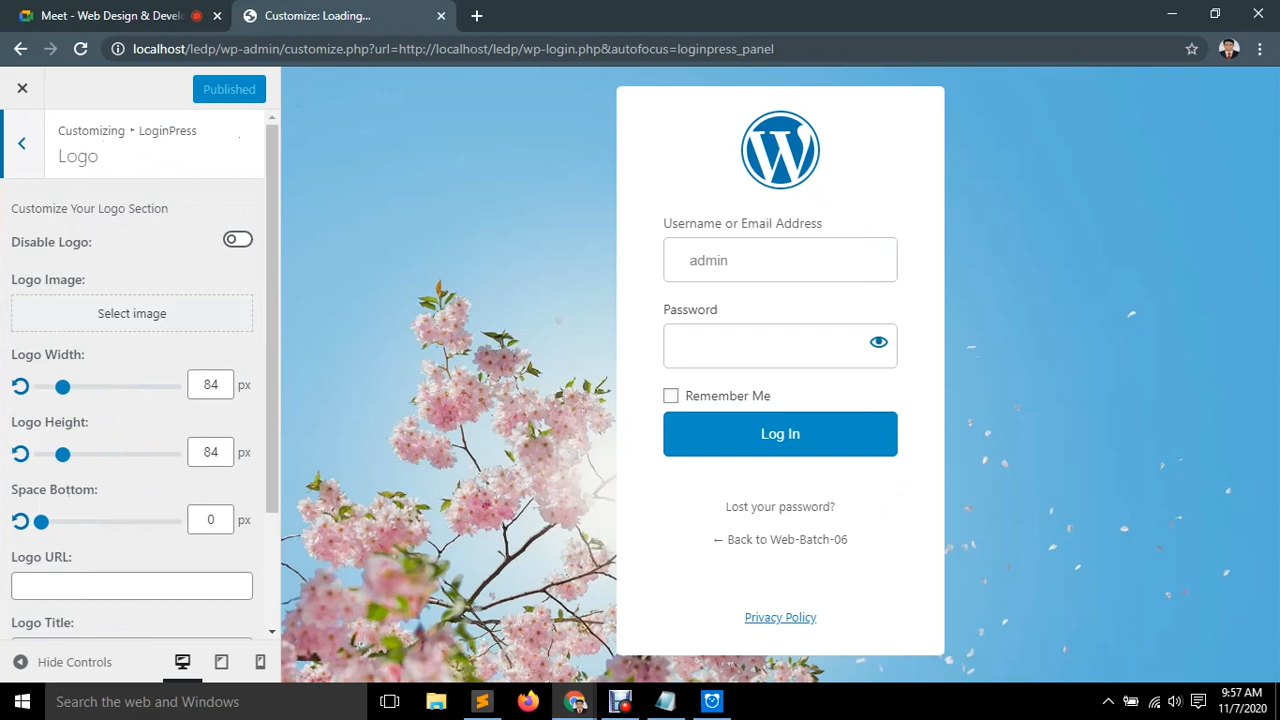 Meet - Web Design & Devel
Customize: Loading...
localhost/ledp/wp-admin/customize.php?url=http://localhost/ledp/wp-login.php&autofocus=loginpress_panel
Published
Customizing ‣ LoginPress
Logo
Customize Your Logo Section
Disable Logo:
Logo Image:
Select image
Logo Width:
84 px
Logo Height:
84 px
Space Bottom:
0 px
Logo URL:
Logo Title:
Hide Controls
Username or Email Address
admin
Password
Remember Me
Log In
Lost your password?
← Back to Web-Batch-06
Privacy Policy
Search the web and Windows
9:57 AM
11/7/2020